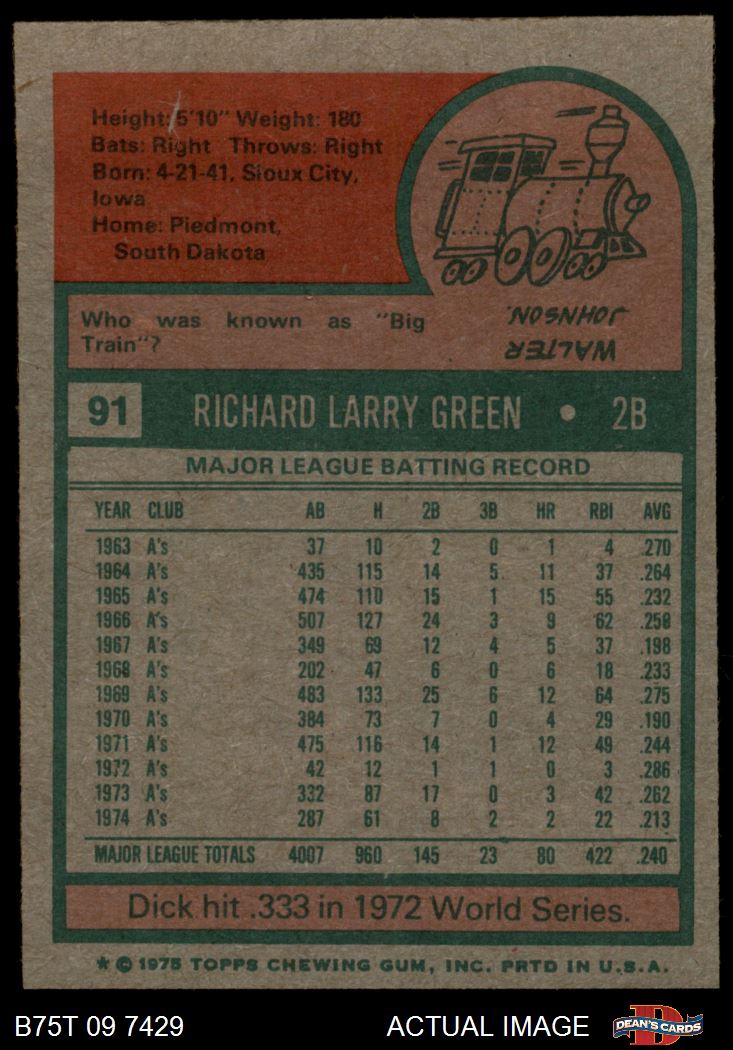 Height: 5'10" Weight: 180
Bats: Right Throws: Right
Born: 4-21-41, Sioux City,
Iowa
Home: Piedmont,
South Dakota
Who was known as "Big
Train"?
WALTER
JOHNSON.
91 RICHARD LARRY GREEN • 2B
MAJOR LEAGUE BATTING RECORD
YEAR CLUB AB H 2B 3B HR RBI AVG
1963 A's 37 10 2 0 1 4 .270
1964 A's 435 115 14 5 11 37 .264
1965 A's 474 110 15 1 15 55 .232
1966 A's 507 127 24 3 9 62 .250
1967 A's 349 69 12 4 5 37 .198
1968 A's 202 47 6 0 6 18 .233
1969 A's 483 133 25 6 12 64 .275
1970 A's 384 73 7 0 4 29 .190
1971 A's 475 116 14 1 12 49 .244
1972 A's 42 12 1 1 0 3 .286
1973 A's 332 87 17 0 3 42 .262
1974 A's 287 61 8 2 2 22 .213
MAJOR LEAGUE TOTALS 4007 960 145 23 80 422 .240
Dick hit .333 in 1972 World Series.
* © 1975 TOPPS CHEWING GUM, INC. PRTD IN U.S.A.
B75T 09 7429 ACTUAL IMAGE DEAN'S CARDS